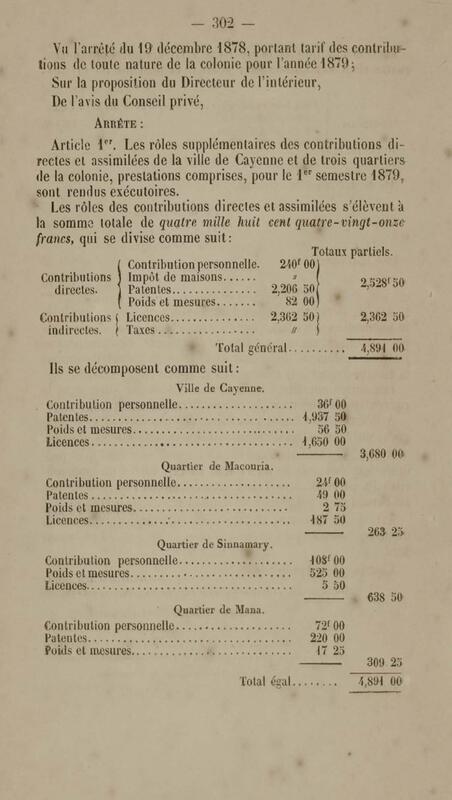 — 302 —
Vu l'arrêté du 19 décembre 1878, portant tarif des contribu-
tions de toute nature de la colonie pour l'année 1879;
Sur la proposition du Directeur de l'intérieur,
De l'avis du Conseil privé,
ARRÊTE :
Article 1er. Les rôles supplémentaires des contributions di-
rectes et assimilées de la ville de Cayenne et de trois quartiers
de la colonie, prestations comprises, pour le 1er semestre 1879,
sont rendus exécutoires.
Les rôles des contributions directes et assimilées s'élèvent à
la somme totale de quatre mille huit cent quatre-vingt-onze
francs, qui se divise comme suit:
Totaux partiels.
Contributions directes. { Contribution personnelle. 240f 00
Impôt de maisons...... "
Patentes.............. 2,206 50
Poids et mesures....... 82 00 } 2,528f 50
Contributions indirectes. { Licences............... 2,362 50
Taxes................. " } 2,362 50
Total général........... 4,891 00
Ils se décomposent comme suit:
Ville de Cayenne.
Contribution personnelle.................... 36f 00
Patentes.................................... 1,937 50
Poids et mesures............................ 56 50
Licences.................................... 1,650 00
3,680 00
Quartier de Macouria.
Contribution personnelle.................... 24f 00
Patentes.................................... 49 00
Poids et mesures............................ 2 75
Licences.................................... 187 50
263 25
Quartier de Sinnamary.
Contribution personnelle.................... 108f 00
Poids et mesures............................ 525 00
Licences.................................... 5 50
638 50
Quartier de Mana.
Contribution personnelle.................... 72f 00
Patentes.................................... 220 00
Poids et mesures............................ 17 25
309 25
Total égal........ 4,891 00